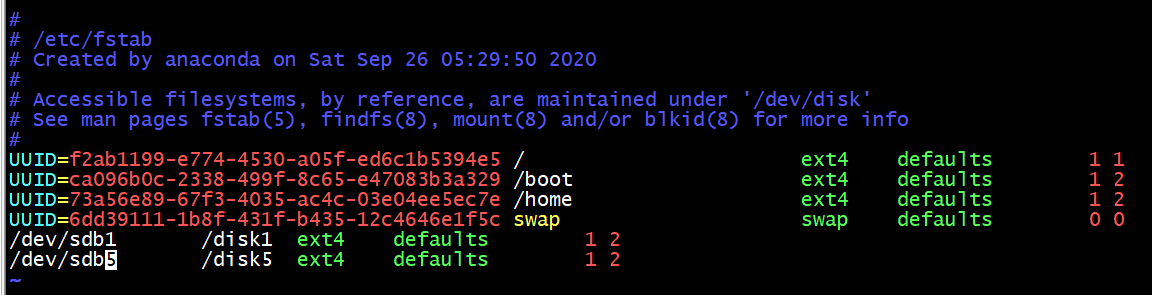 #
# /etc/fstab
# Created by anaconda on Sat Sep 26 05:29:50 2020
#
# Accessible filesystems, by reference, are maintained under '/dev/disk'
# See man pages fstab(5), findfs(8), mount(8) and/or blkid(8) for more info
#
UUID=f2ab1199-e774-4530-a05f-ed6c1b5394e5 /                       ext4    defaults        1 1
UUID=ca096b0c-2338-499f-8c65-e47083b3a329 /boot                   ext4    defaults        1 2
UUID=73a56e89-67f3-4035-ac4c-03e04ee5ec7e /home                   ext4    defaults        1 2
UUID=6dd39111-1b8f-431f-b435-12c4646e1f5c swap                    swap    defaults        0 0
/dev/sdb1       /disk1  ext4    defaults        1 2
/dev/sdb5       /disk5  ext4    defaults        1 2
~